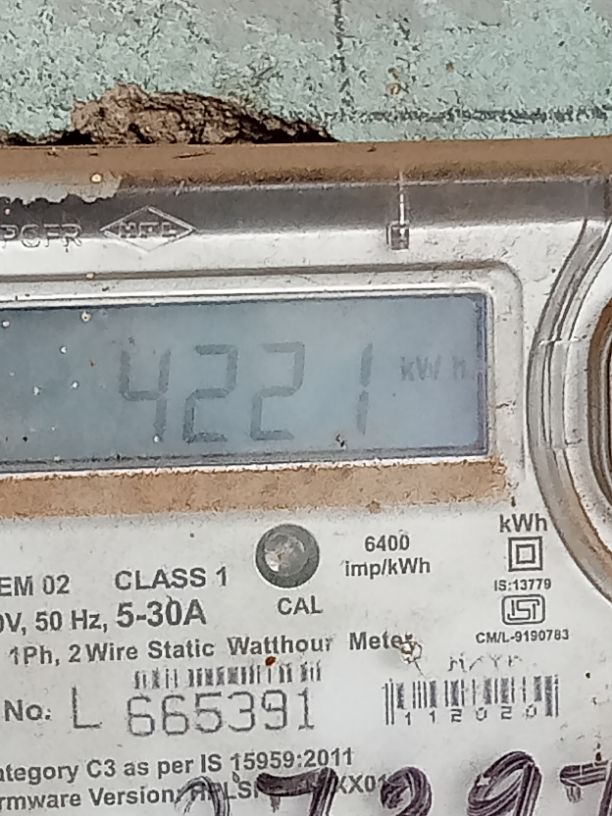 HPL
4221 kWh
6400
imp/kWh
kWh
IS:13779
CM/L-9190783
EM 02 CLASS 1
CAL
V, 50 Hz, 5-30A
1Ph, 2 Wire Static Watthour Meter
No: L 665391
112020
ategory C3 as per IS 15959:2011
rmware Version: